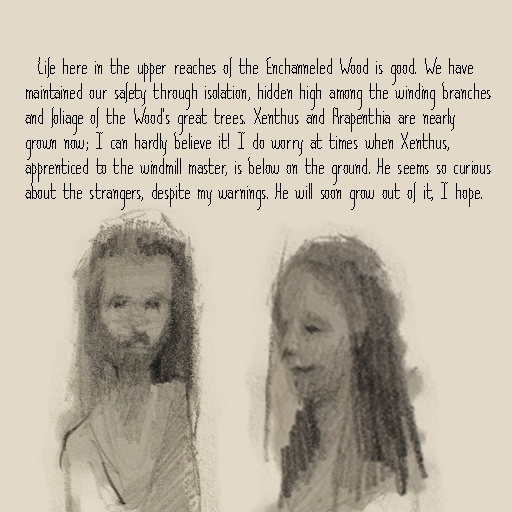 Life here in the upper reaches of the Enchanneled Wood is good. We have
maintained our safety through isolation, hidden high among the winding branches
and foliage of the Wood's great trees. Xenthus and Arapenthia are nearly
grown now; I can hardly believe it! I do worry at times when Xenthus,
apprenticed to the windmill master, is below on the ground. He seems so curious
about the strangers, despite my warnings. He will soon grow out of it, I hope.